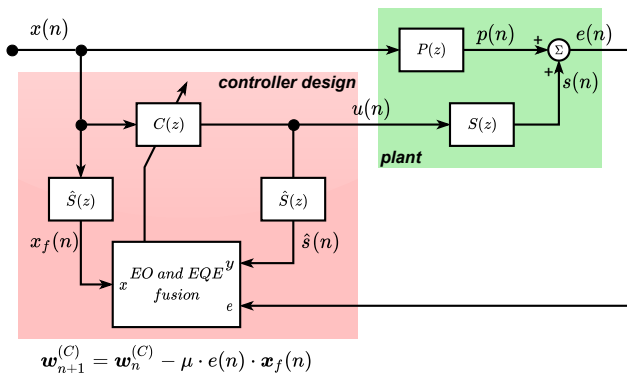 x(n)
P(z)
p(n)
+
Σ
e(n)
+
s(n)
controller design
C(z)
u(n)
S(z)
plant
Ŝ(z)
Ŝ(z)
x_f(n)
ŝ(n)
EO and EQE
fusion
x
y
e
w_{n+1}^{(C)} = w_n^{(C)} − μ · e(n) · x_f(n)